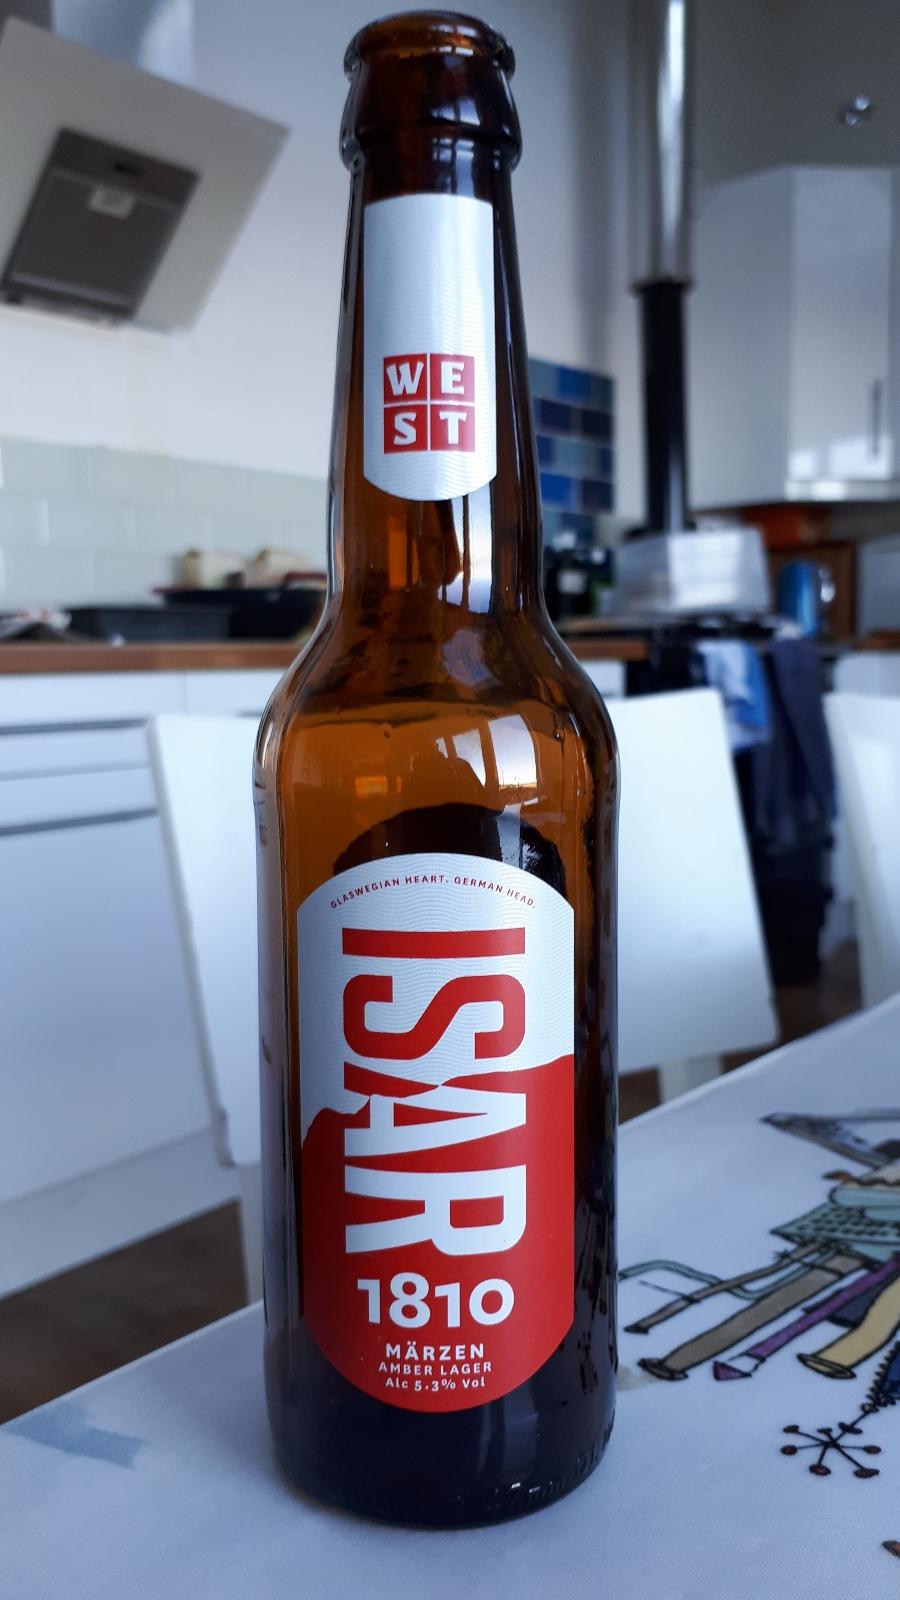 WE
ST
GLASWEGIAN HEART. GERMAN HEAD.
ISAR
1810
MÄRZEN
AMBER LAGER
Alc 5.3% Vol